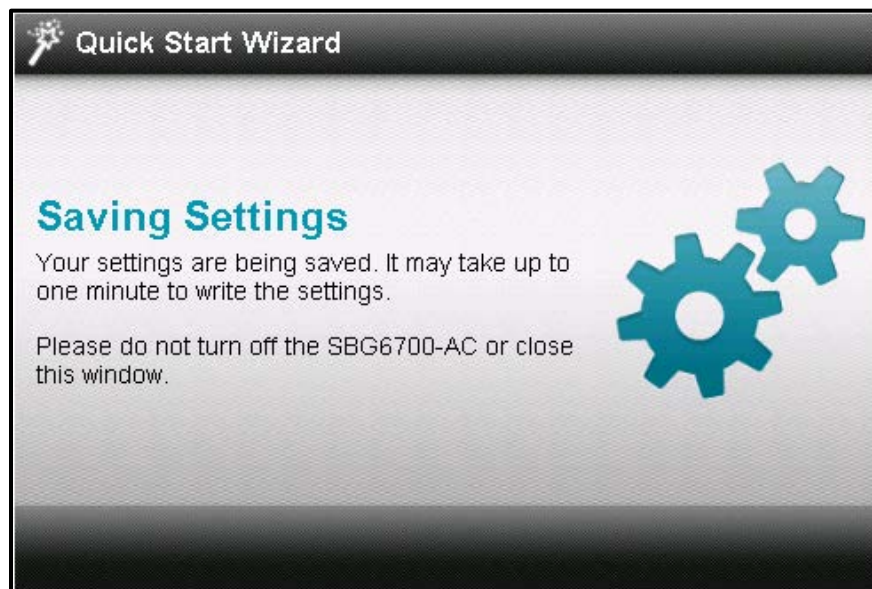 Quick Start Wizard
Saving Settings
Your settings are being saved. It may take up to
one minute to write the settings.
Please do not turn off the SBG6700-AC or close
this window.